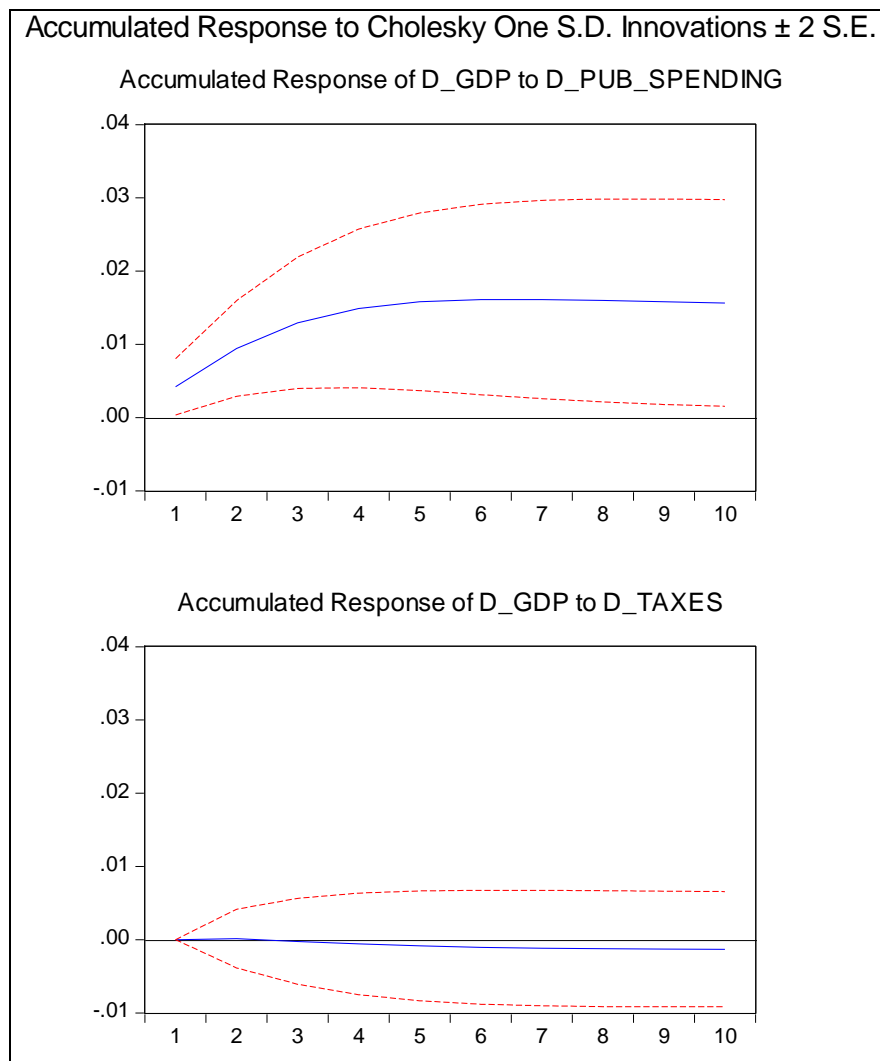 Accumulated Response to Cholesky One S.D. Innovations ± 2 S.E.
Accumulated Response of D_GDP to D_PUB_SPENDING
.04
.03
.02
.01
.00
-.01
1 2 3 4 5 6 7 8 9 10
Accumulated Response of D_GDP to D_TAXES
.04
.03
.02
.01
.00
-.01
1 2 3 4 5 6 7 8 9 10